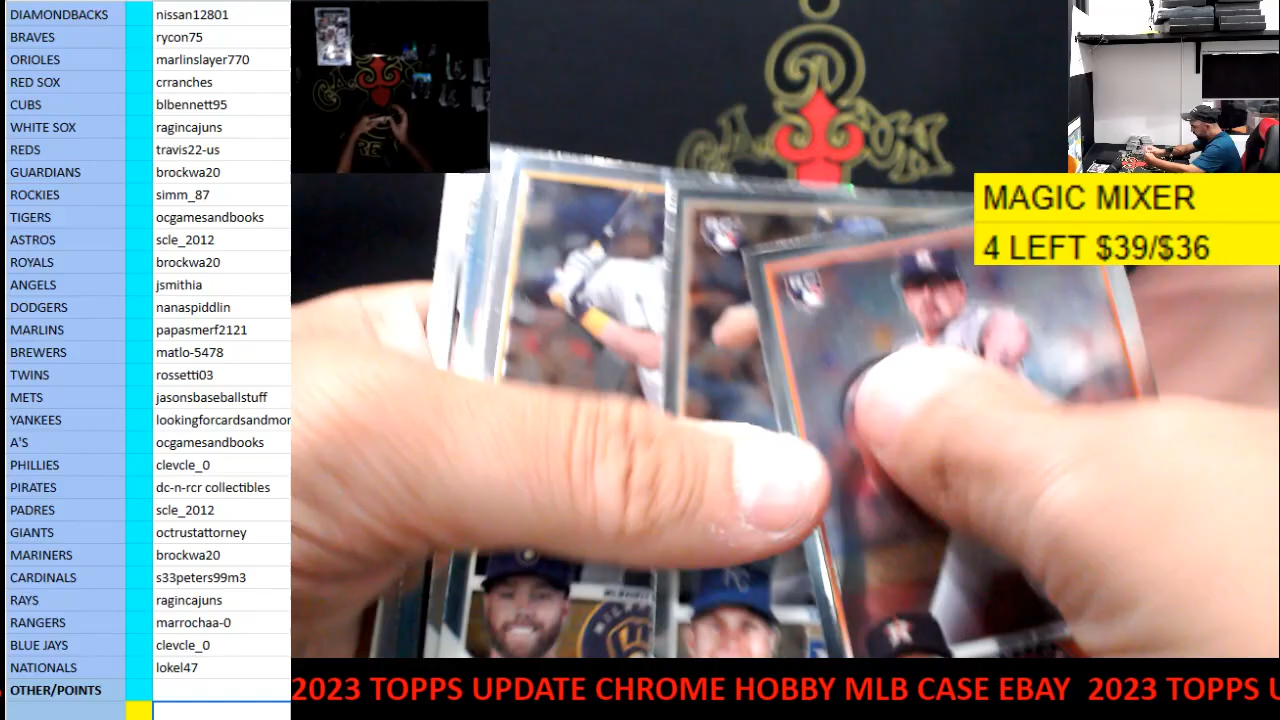 DIAMONDBACKS nissan12801
BRAVES rycon75
ORIOLES marlinslayer770
RED SOX crranches
CUBS blbennett95
WHITE SOX ragincajuns
REDS travis22-us
GUARDIANS brockwa20
ROCKIES simm_87
TIGERS ocgamesandbooks
ASTROS scle_2012
ROYALS brockwa20
ANGELS jsmithia
DODGERS nanaspiddlin
MARLINS papasmerf2121
BREWERS matlo-5478
TWINS rossetti03
METS jasonsbaseballstuff
YANKEES lookingforcardsandmor
A'S ocgamesandbooks
PHILLIES clevcle_0
PIRATES dc-n-rcr collectibles
PADRES scle_2012
GIANTS octrustattorney
MARINERS brockwa20
CARDINALS s33peters99m3
RAYS ragincajuns
RANGERS marrochaa-0
BLUE JAYS clevcle_0
NATIONALS lokel47
OTHER/POINTS
MAGIC MIXER
4 LEFT $39/$36
2023 TOPPS UPDATE CHROME HOBBY MLB CASE EBAY 2023 TOPPS U